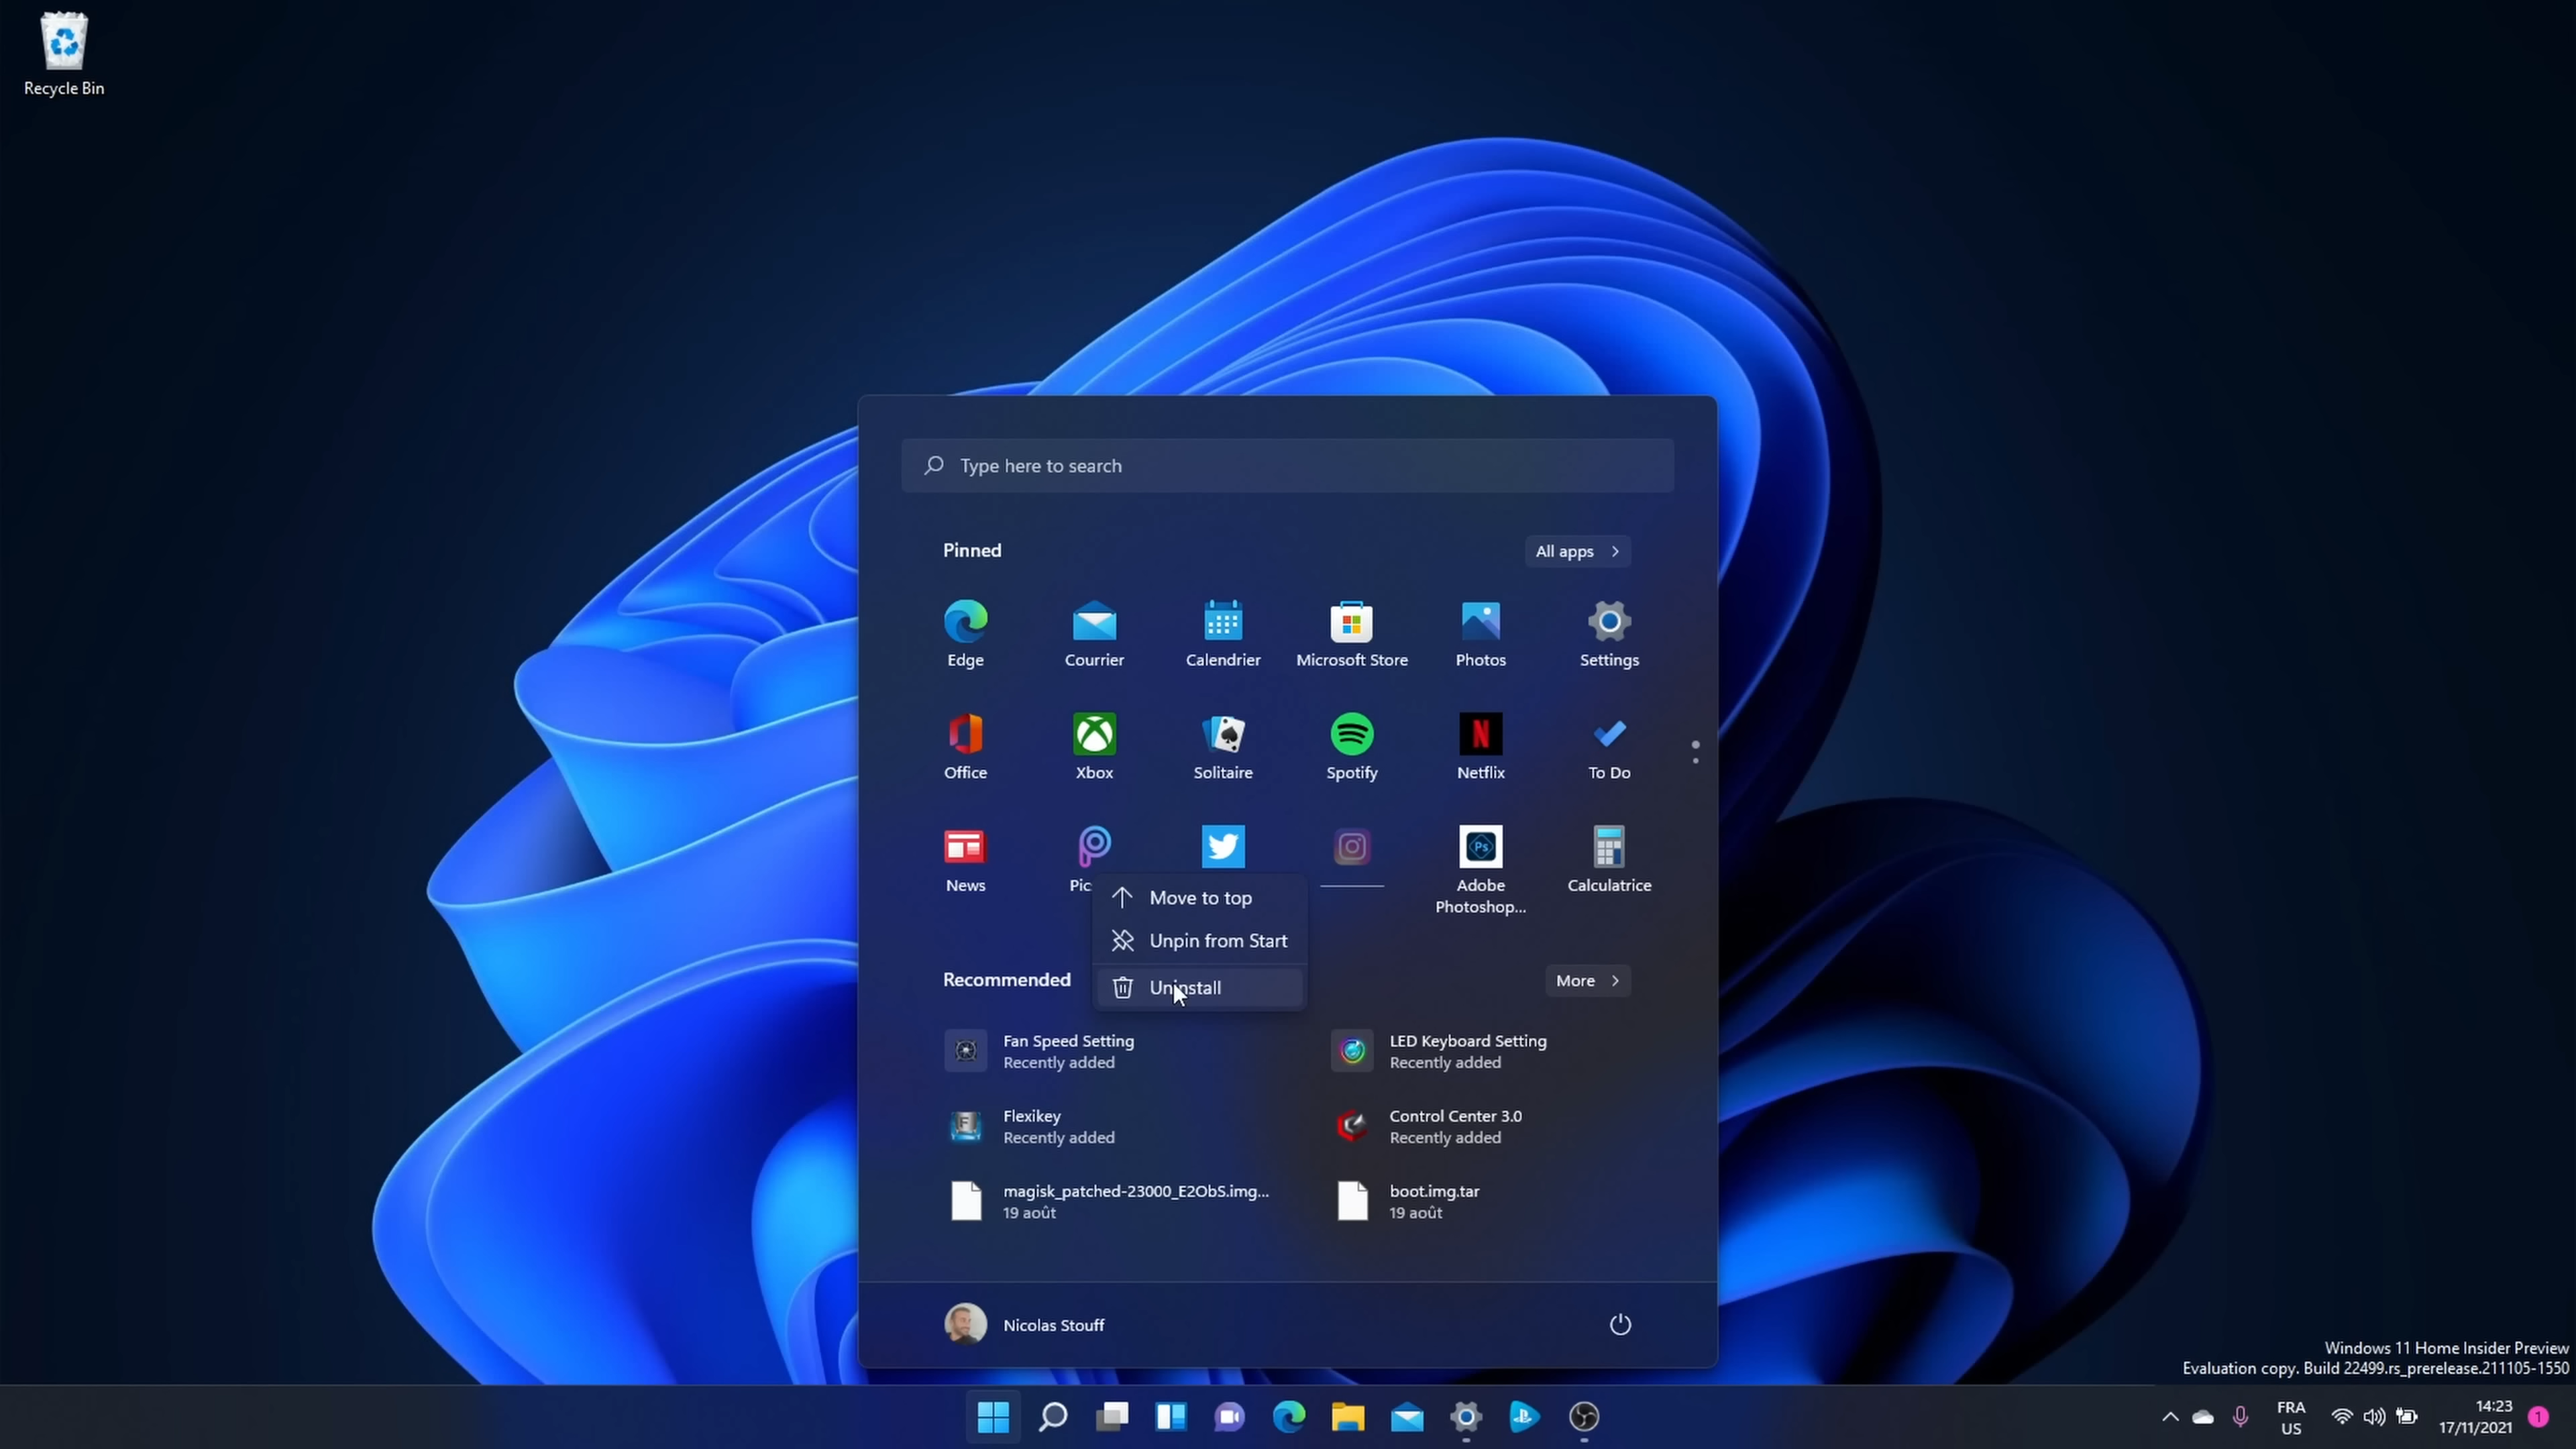 Recycle Bin
Type here to search
Pinned
All apps
Edge
Courrier
Calendrier
Microsoft Store
Photos
Settings
Office
Xbox
Solitaire
Spotify
Netflix
To Do
News
Pic
Adobe
Photoshop...
Calculatrice
Ps
Move to top
Unpin from Start
Uninstall
Recommended
More
Fan Speed Setting
Recently added
LED Keyboard Setting
Recently added
Flexikey
Recently added
Control Center 3.0
Recently added
magisk_patched-23000_E2ObS.img...
19 août
boot.img.tar
19 août
Nicolas Stouff
Windows 11 Home Insider Preview
Evaluation copy. Build 22499.rs_prerelease.211105-1550
FRA
US
14:23
17/11/2021
1